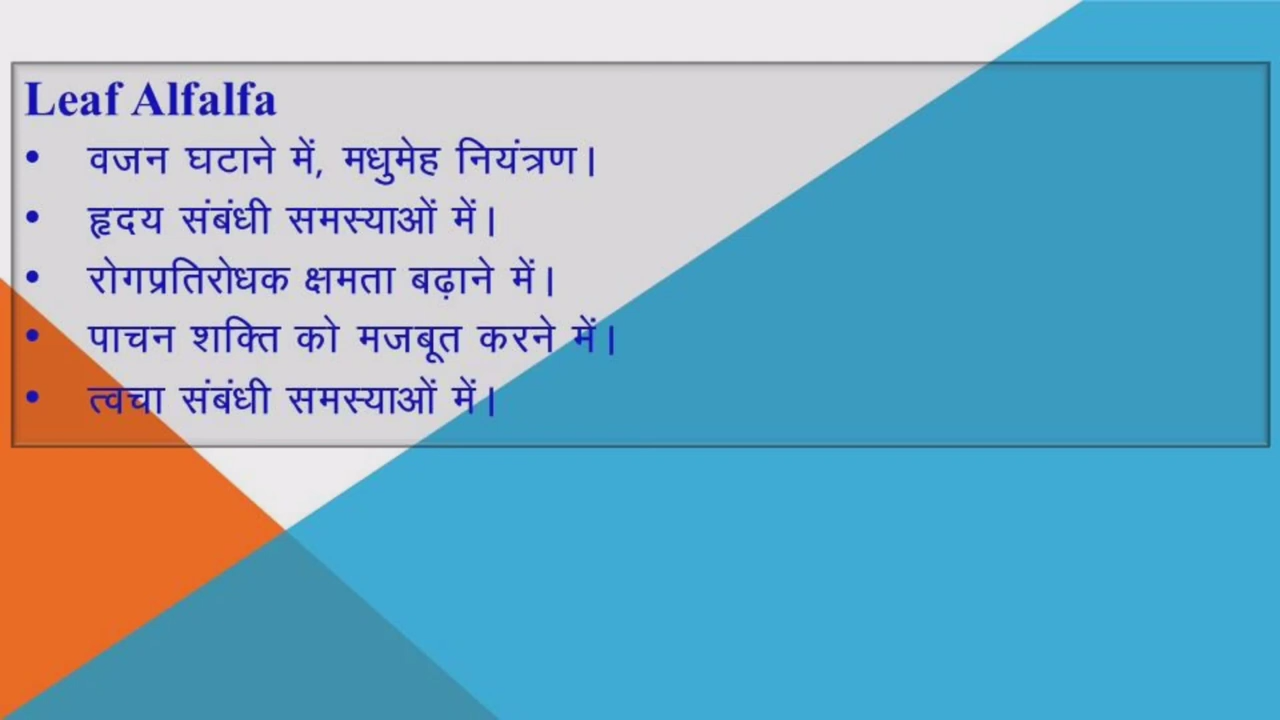 Leaf Alfalfa
• वजन घटाने में, मधुमेह नियंत्रण।
• हृदय संबंधी समस्याओं में।
• रोगप्रतिरोधक क्षमता बढ़ाने में।
• पाचन शक्ति को मजबूत करने में।
• त्वचा संबंधी समस्याओं में।